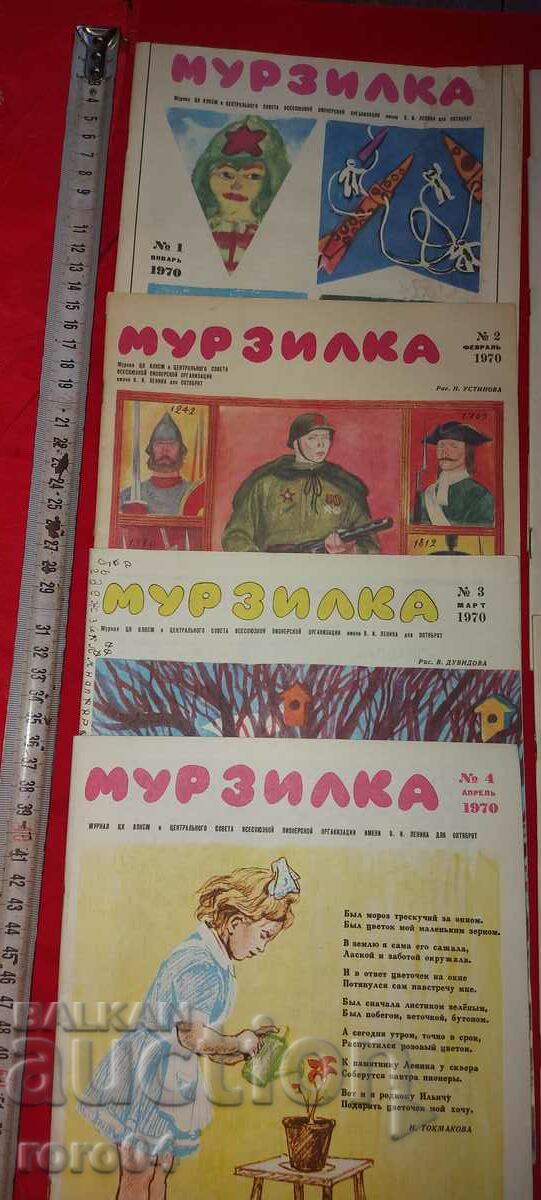 МУРЗИЛКА
Журнал ЦК ВЛКСМ и ЦЕНТРАЛЬНОГО СОВЕТА ВСЕСОЮЗНОЙ ПИОНЕРСКОЙ ОРГАНИЗАЦИИ имени В. И. ЛЕНИНА для ОКТЯБРЯТ
№ 1
ЯНВАРЬ
1970
МУРЗИЛКА
№ 2
ФЕВРАЛЬ
1970
Журнал ЦК ВЛКСМ и ЦЕНТРАЛЬНОГО СОВЕТА
ВСЕСОЮЗНОЙ ПИОНЕРСКОЙ ОРГАНИЗАЦИИ
имени В. И. ЛЕНИНА для ОКТЯБРЯТ
Рис. Н. УСТИНОВА
1242
1709
1812
МУРЗИЛКА
№ 3
МАРТ
1970
Журнал ЦК ВЛКСМ и ЦЕНТРАЛЬНОГО СОВЕТА ВСЕСОЮЗНОЙ ПИОНЕРСКОЙ ОРГАНИЗАЦИИ имени В. И. ЛЕНИНА для ОКТЯБРЯТ
Рис. В. ДУВИДОВА
МУРЗИЛКА
№ 4
АПРЕЛЬ
1970
ЖУРНАЛ ЦК ВЛКСМ и ЦЕНТРАЛЬНОГО СОВЕТА ВСЕСОЮЗНОЙ ПИОНЕРСКОЙ ОРГАНИЗАЦИИ ИМЕНИ В. И. ЛЕНИНА ДЛЯ ОКТЯБРЯТ
Был мороз трескучий за окном.
Был цветок мой маленьким зерном.
В землю я сама его сажала,
Лаской и заботой окружала.
И в ответ цветочек на окне
Потянулся сам навстречу мне.
Был сначала листиком зелёным,
Был побегом, веточкой, бутоном.
А сегодня утром, точно в срок,
Распустился розовый цветок.
К памятнику Ленина у сквера
Соберутся завтра пионеры.
Вот и я родному Ильичу
Подарить цветочек мой хочу.
И. ТОКМАКОВА
BALKAN
auction
roro04